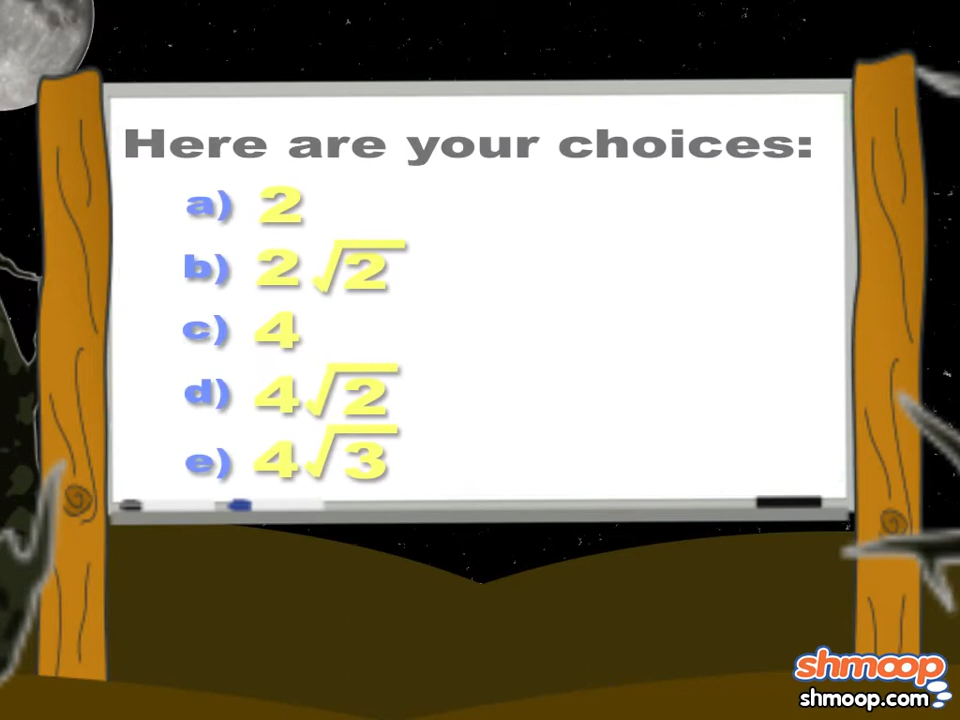 Here are your choices:
a) 2
b) 2 √2
c) 4
d) 4√2
e) 4√3
shmoop
shmoop.com